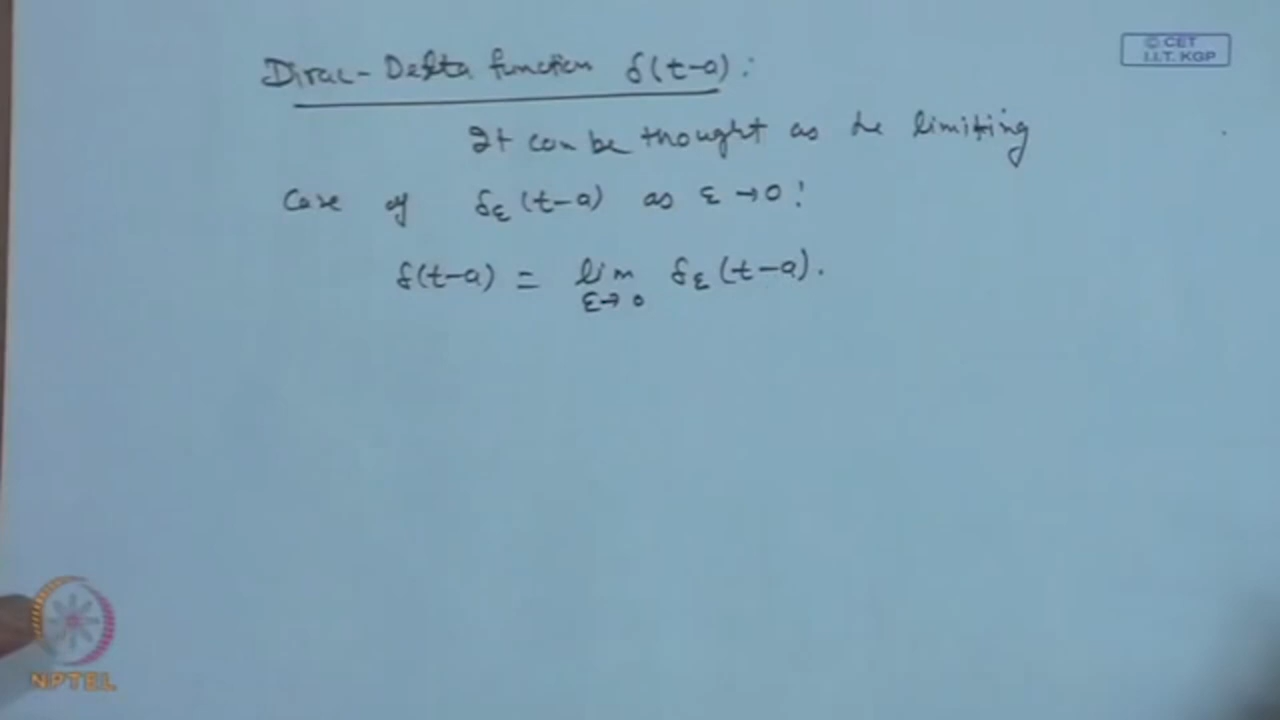 © CET
I.I.T. KGP
Dirac-Delta function δ(t-a):
It can be thought as the limiting
Case of δε(t-a) as ε→0:
δ(t-a) = lim δε(t-a).
ε→0
NPTEL